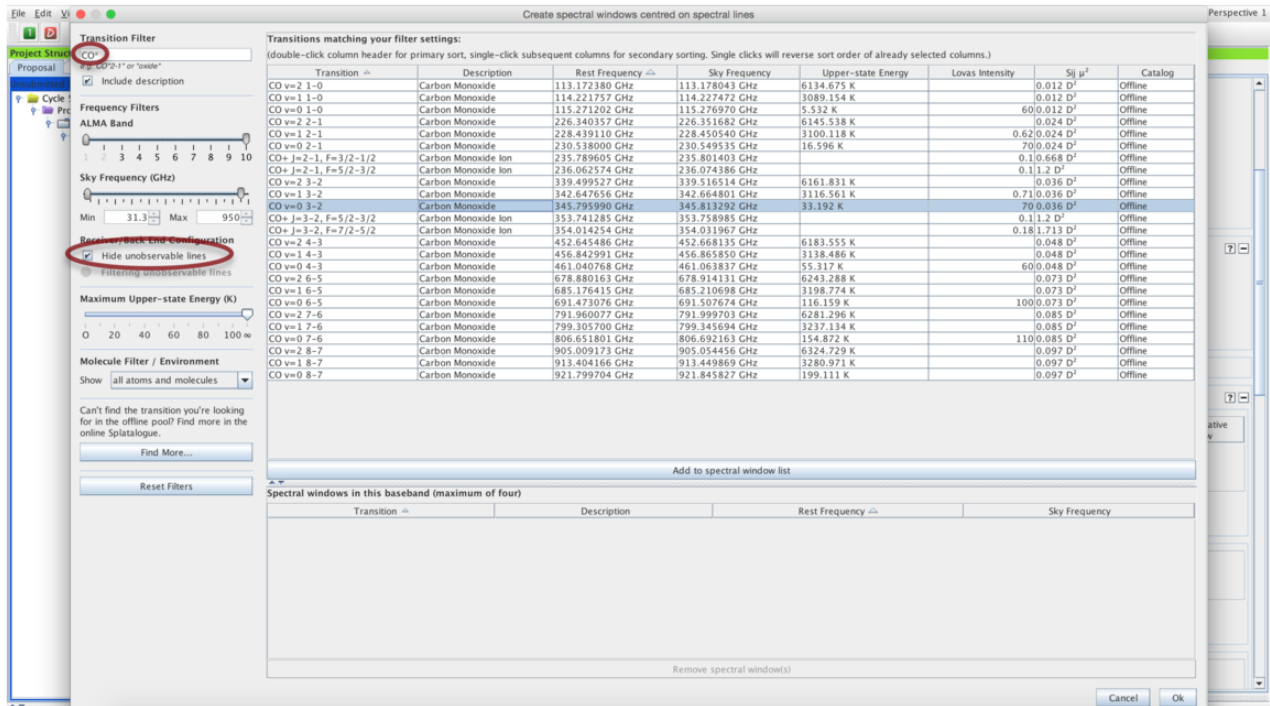 File Edit Vi
Create spectral windows centred on spectral lines
Perspective 1
Project Struct
Proposal
Unsubmitted
Cycle
Pro
Transition Filter
CO*
e.g. "CO*2-1" or "oxide"
Include description
Frequency Filters
ALMA Band
1 2 3 4 5 6 7 8 9 10
Sky Frequency (GHz)
Min 31.3 Max 950
Receiver/Back End Configuration
Hide unobservable lines
Filtering unobservable lines
Maximum Upper-state Energy (K)
0 20 40 60 80 100 ∞
Molecule Filter / Environment
Show all atoms and molecules
Can't find the transition you're looking
for in the offline pool? Find more in the
online Splatalogue.
Find More...
Reset Filters
Transitions matching your filter settings:
(double-click column header for primary sort, single-click subsequent columns for secondary sorting. Single clicks will reverse sort order of already selected columns.)
Transition Description Rest Frequency Sky Frequency Upper-state Energy Lovas Intensity Sij μ² Catalog
CO v=2 1-0 Carbon Monoxide 113.172380 GHz 113.178043 GHz 6134.675 K 0.012 D² Offline
CO v=1 1-0 Carbon Monoxide 114.221757 GHz 114.227472 GHz 3089.154 K 0.012 D² Offline
CO v=0 1-0 Carbon Monoxide 115.271202 GHz 115.276970 GHz 5.532 K 60 0.012 D² Offline
CO v=2 2-1 Carbon Monoxide 226.340357 GHz 226.351682 GHz 6145.538 K 0.024 D² Offline
CO v=1 2-1 Carbon Monoxide 228.439110 GHz 228.450540 GHz 3100.118 K 0.62 0.024 D² Offline
CO v=0 2-1 Carbon Monoxide 230.538000 GHz 230.549535 GHz 16.596 K 70 0.024 D² Offline
CO+ J=2-1, F=3/2-1/2 Carbon Monoxide Ion 235.789605 GHz 235.801403 GHz 0.1 0.668 D² Offline
CO+ J=2-1, F=5/2-3/2 Carbon Monoxide Ion 236.062574 GHz 236.074386 GHz 0.1 1.2 D² Offline
CO v=2 3-2 Carbon Monoxide 339.499527 GHz 339.516514 GHz 6161.831 K 0.036 D² Offline
CO v=1 3-2 Carbon Monoxide 342.647656 GHz 342.664801 GHz 3116.561 K 0.71 0.036 D² Offline
CO v=0 3-2 Carbon Monoxide 345.795990 GHz 345.813292 GHz 33.192 K 70 0.036 D² Offline
CO+ J=3-2, F=5/2-3/2 Carbon Monoxide Ion 353.741285 GHz 353.758985 GHz 0.1 1.2 D² Offline
CO+ J=3-2, F=7/2-5/2 Carbon Monoxide Ion 354.014254 GHz 354.031967 GHz 0.18 1.713 D² Offline
CO v=2 4-3 Carbon Monoxide 452.645486 GHz 452.668135 GHz 6183.555 K 0.048 D² Offline
CO v=1 4-3 Carbon Monoxide 456.842991 GHz 456.865850 GHz 3138.486 K 0.048 D² Offline
CO v=0 4-3 Carbon Monoxide 461.040768 GHz 461.063837 GHz 55.317 K 60 0.048 D² Offline
CO v=2 6-5 Carbon Monoxide 678.880163 GHz 678.914131 GHz 6243.288 K 0.073 D² Offline
CO v=1 6-5 Carbon Monoxide 685.176415 GHz 685.210698 GHz 3198.774 K 0.073 D² Offline
CO v=0 6-5 Carbon Monoxide 691.473076 GHz 691.507674 GHz 116.159 K 100 0.073 D² Offline
CO v=2 7-6 Carbon Monoxide 791.960077 GHz 791.999703 GHz 6281.296 K 0.085 D² Offline
CO v=1 7-6 Carbon Monoxide 799.305700 GHz 799.345694 GHz 3237.134 K 0.085 D² Offline
CO v=0 7-6 Carbon Monoxide 806.651801 GHz 806.692163 GHz 154.872 K 110 0.085 D² Offline
CO v=2 8-7 Carbon Monoxide 905.009173 GHz 905.054456 GHz 6324.729 K 0.097 D² Offline
CO v=1 8-7 Carbon Monoxide 913.404166 GHz 913.449869 GHz 3280.971 K 0.097 D² Offline
CO v=0 8-7 Carbon Monoxide 921.799704 GHz 921.845827 GHz 199.111 K 0.097 D² Offline
Add to spectral window list
Spectral windows in this baseband (maximum of four)
Transition Description Rest Frequency Sky Frequency
Remove spectral window(s)
Cancel Ok
ative
w